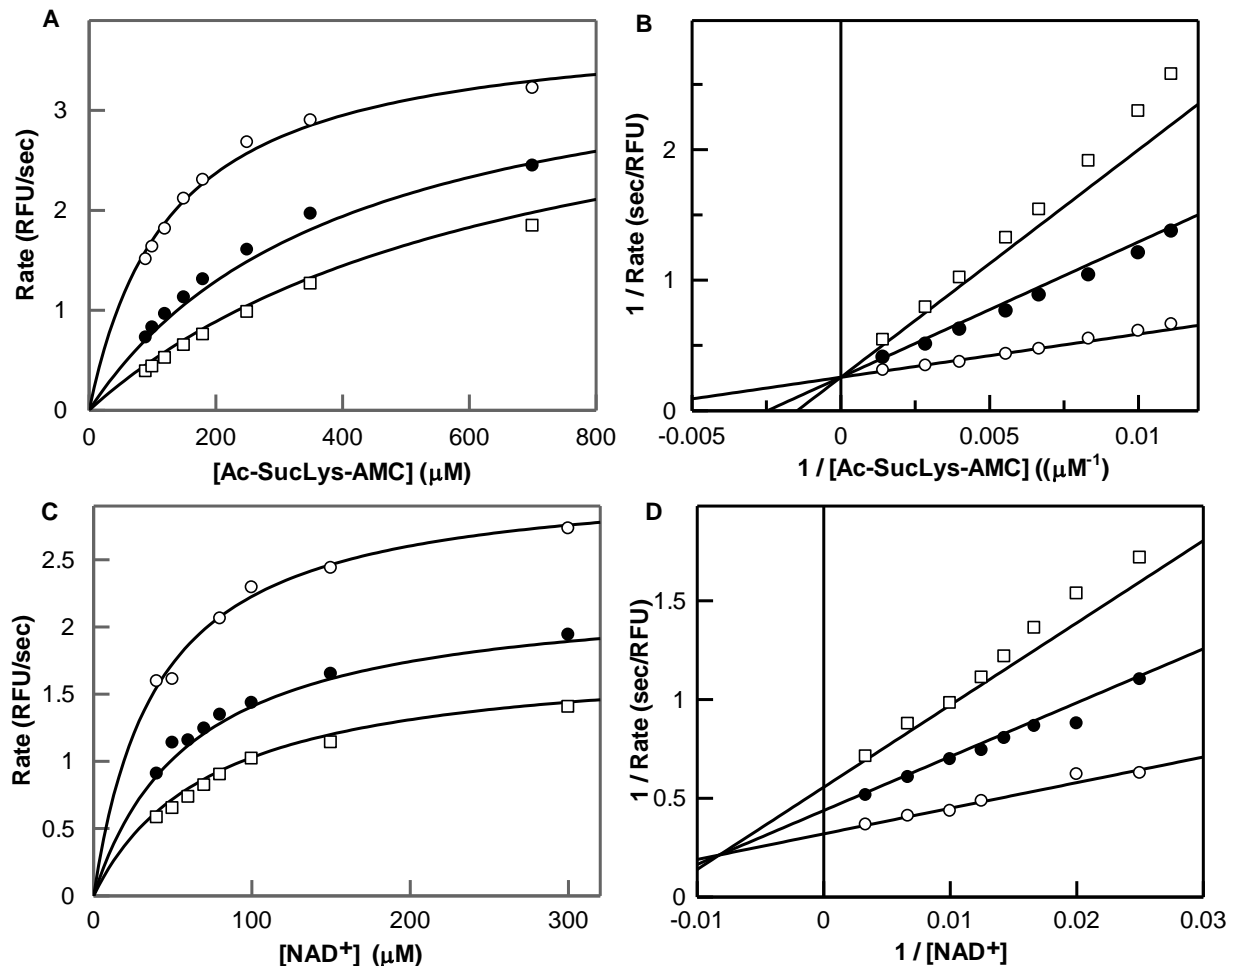 A
Rate (RFU/sec)
3
2
1
0
0 200 400 600 800
[Ac-SucLys-AMC] (μM)
B
1 / Rate (sec/RFU)
2
1
0
-0.005 0 0.005 0.01
1 / [Ac-SucLys-AMC] ((μM⁻¹)
C
Rate (RFU/sec)
2.5
2
1.5
1
0.5
0
0 100 200 300
[NAD⁺] (μM)
D
1 / Rate (sec/RFU)
1.5
1
0.5
0
-0.01 0 0.01 0.02 0.03
1 / [NAD⁺]